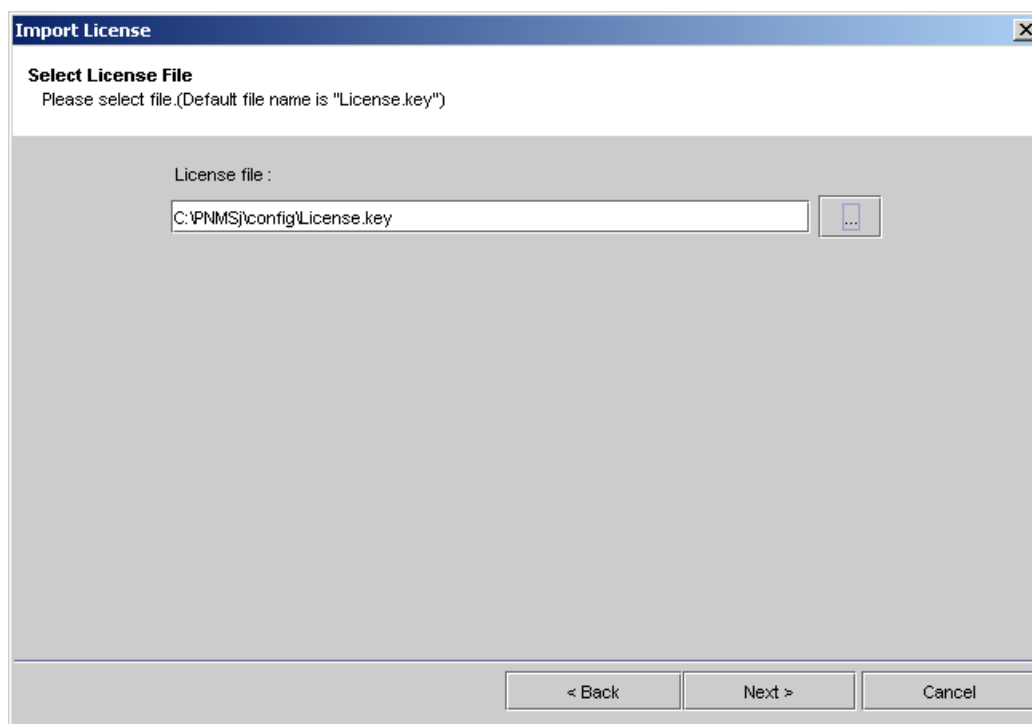 Import License
Select License File
Please select file.(Default file name is "License.key")
License file :
C:\PNMSj\config\License.key
...
< Back
Next >
Cancel